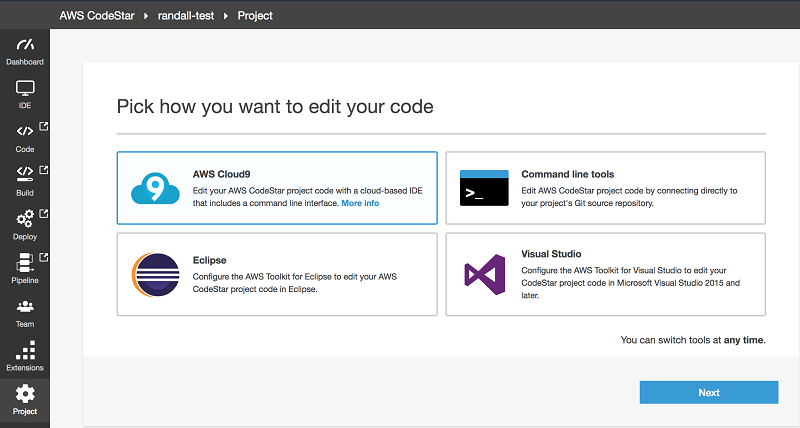 AWS CodeStar ▸ randall-test ▸ Project
Dashboard
IDE
Code
Build
Deploy
Pipeline
Team
Extensions
Project
Pick how you want to edit your code
9
AWS Cloud9
Edit your AWS CodeStar project code with a cloud-based IDE
that includes a command line interface. More info
>_
Command line tools
Edit AWS CodeStar project code by connecting directly to
your project's Git source repository.
Eclipse
Configure the AWS Toolkit for Eclipse to edit your AWS
CodeStar project code in Eclipse.
Visual Studio
Configure the AWS Toolkit for Visual Studio to edit your
CodeStar project code in Microsoft Visual Studio 2015 and
later.
You can switch tools at any time.
Next